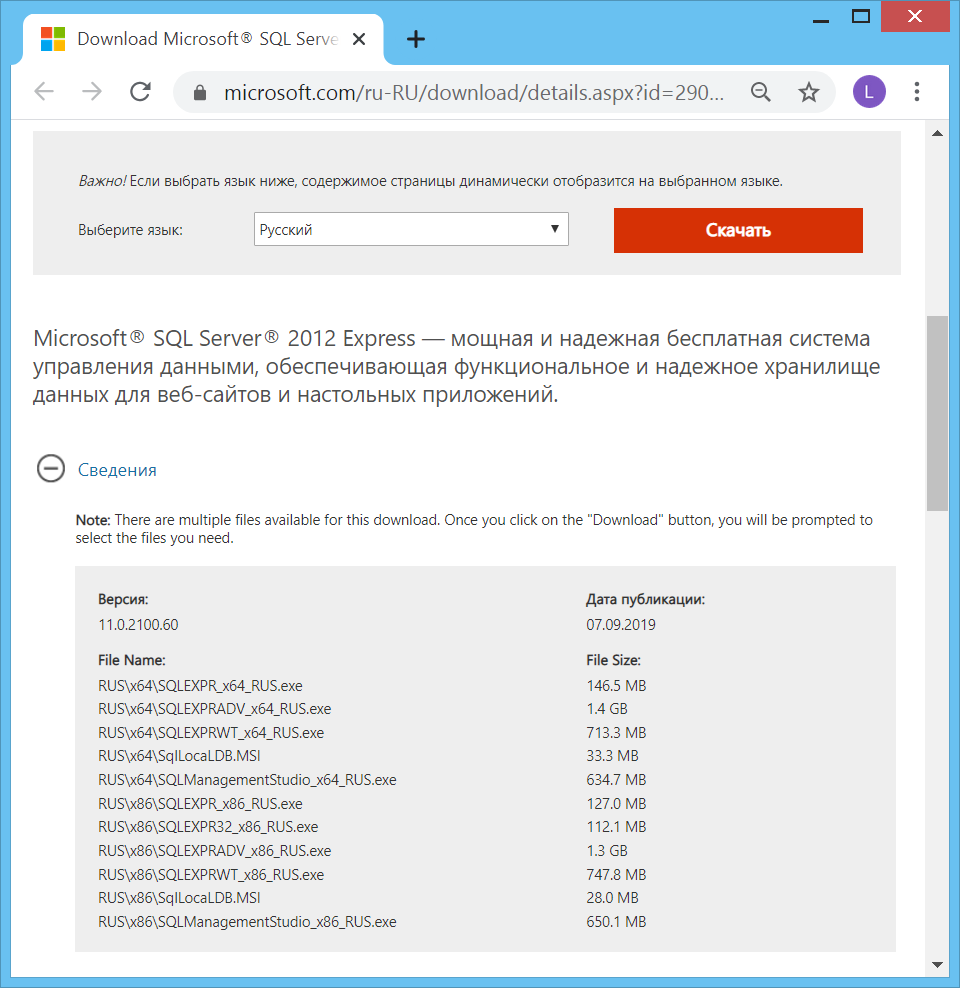 Download Microsoft® SQL Serve
microsoft.com/ru-RU/download/details.aspx?id=290...
L
Важно! Если выбрать язык ниже, содержимое страницы динамически отобразится на выбранном языке.
Выберите язык: Русский Скачать
Microsoft® SQL Server® 2012 Express — мощная и надежная бесплатная система
управления данными, обеспечивающая функциональное и надежное хранилище
данных для веб-сайтов и настольных приложений.
Сведения
Note: There are multiple files available for this download. Once you click on the "Download" button, you will be prompted to
select the files you need.
Версия: Дата публикации:
11.0.2100.60 07.09.2019
File Name: File Size:
RUS\x64\SQLEXPR_x64_RUS.exe 146.5 MB
RUS\x64\SQLEXPRADV_x64_RUS.exe 1.4 GB
RUS\x64\SQLEXPRWT_x64_RUS.exe 713.3 MB
RUS\x64\SqlLocaLDB.MSI 33.3 MB
RUS\x64\SQLManagementStudio_x64_RUS.exe 634.7 MB
RUS\x86\SQLEXPR_x86_RUS.exe 127.0 MB
RUS\x86\SQLEXPR32_x86_RUS.exe 112.1 MB
RUS\x86\SQLEXPRADV_x86_RUS.exe 1.3 GB
RUS\x86\SQLEXPRWT_x86_RUS.exe 747.8 MB
RUS\x86\SqlLocaLDB.MSI 28.0 MB
RUS\x86\SQLManagementStudio_x86_RUS.exe 650.1 MB